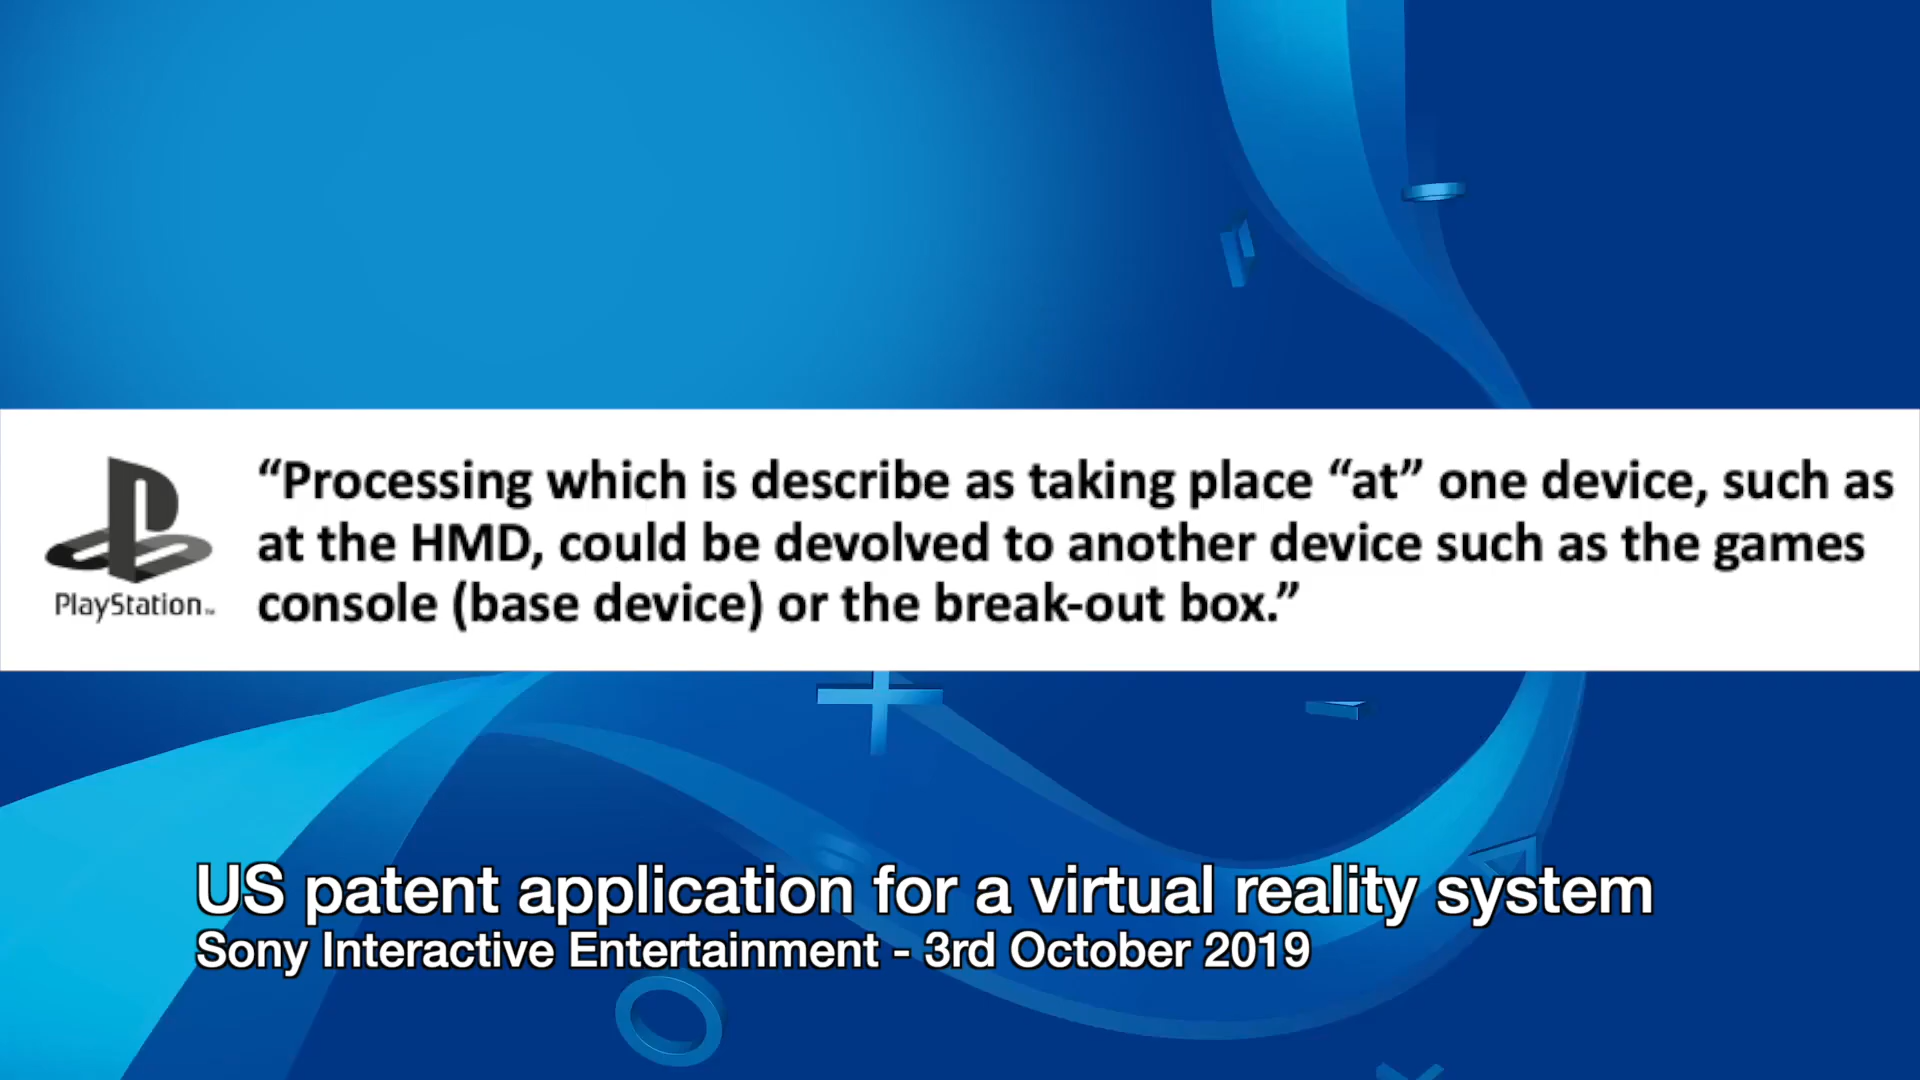 “Processing which is describe as taking place “at” one device, such as
at the HMD, could be devolved to another device such as the games
console (base device) or the break-out box.”
PlayStation™
US patent application for a virtual reality system
Sony Interactive Entertainment - 3rd October 2019